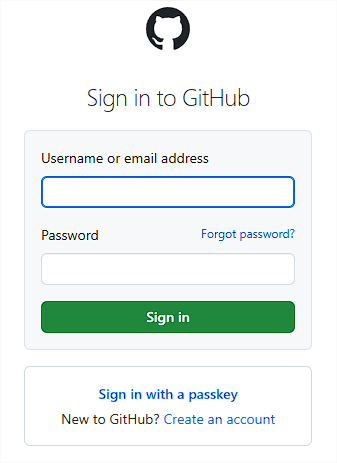 Sign in to GitHub
Username or email address
Password Forgot password?
Sign in
Sign in with a passkey
New to GitHub? Create an account